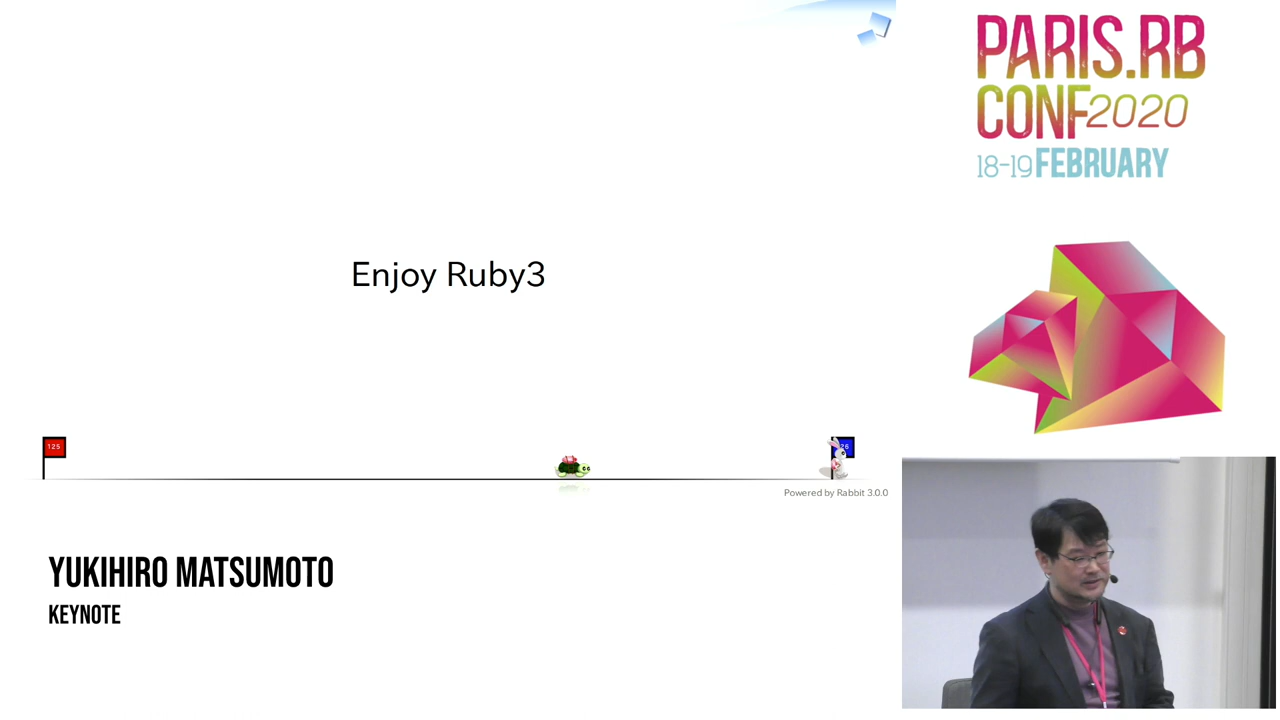 Enjoy Ruby3
125
Powered by Rabbit 3.0.0
YUKIHIRO MATSUMOTO
KEYNOTE
PARIS.RB
CONF2020
18-19 FEBRUARY